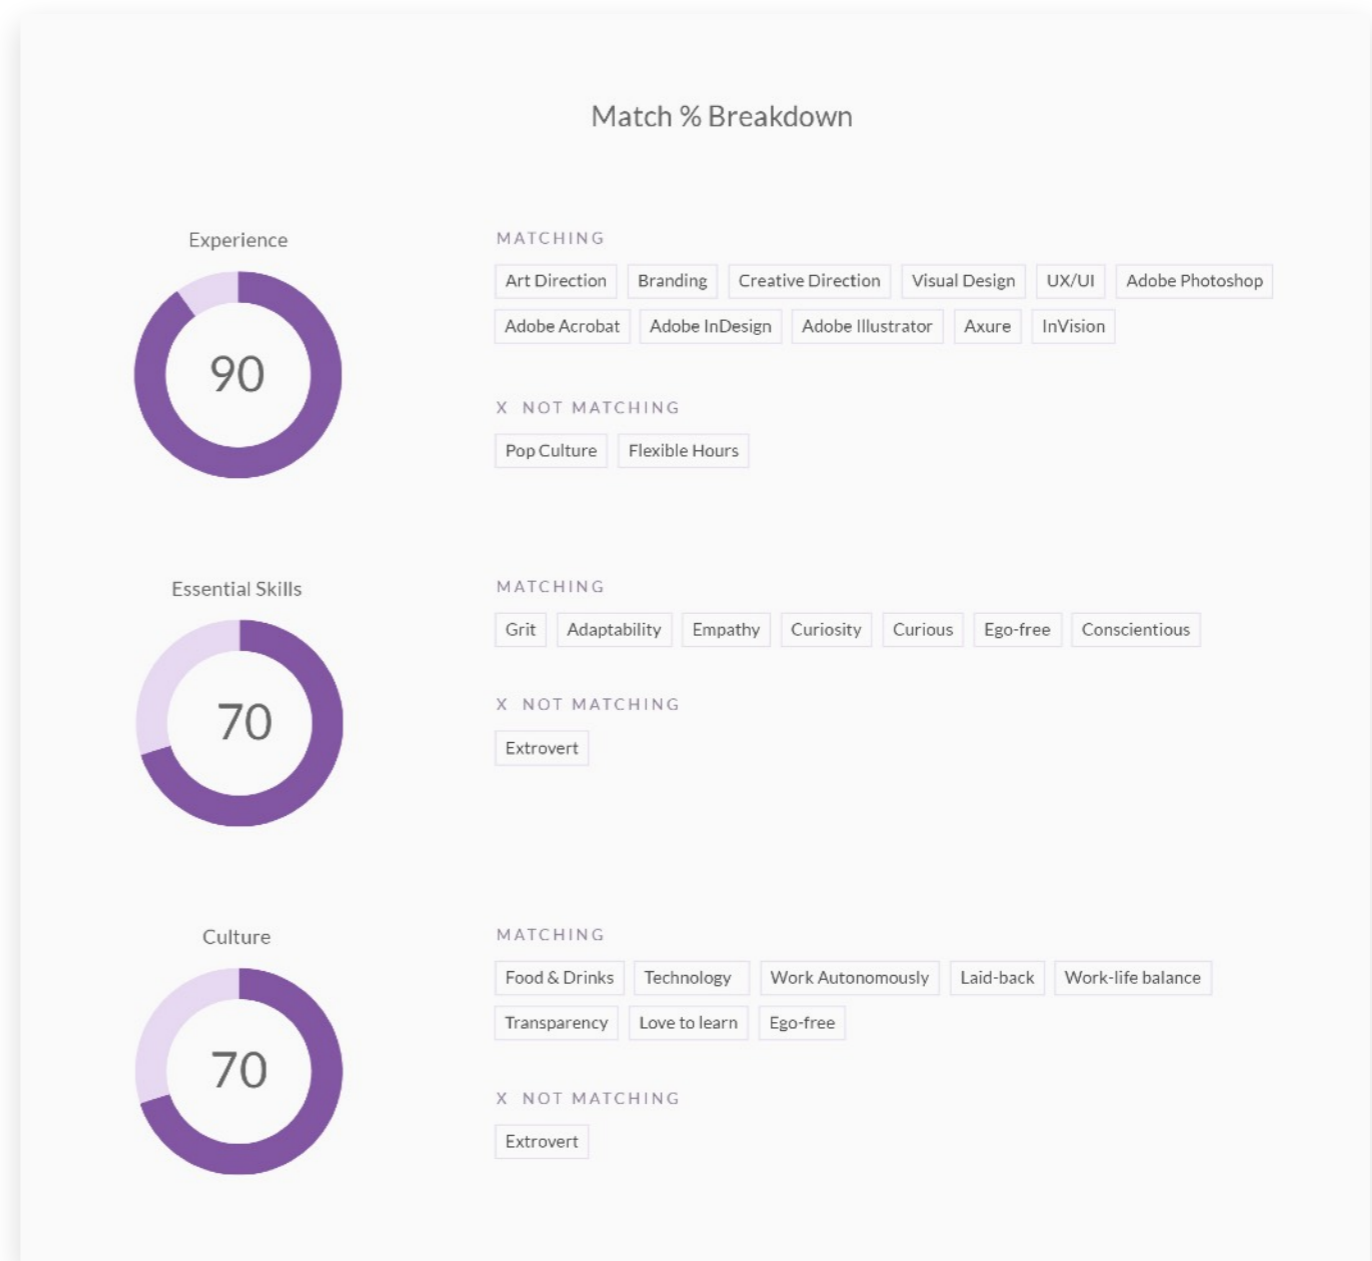 Match % Breakdown
Experience
90
MATCHING
Art Direction Branding Creative Direction Visual Design UX/UI Adobe Photoshop
Adobe Acrobat Adobe InDesign Adobe Illustrator Axure InVision
X NOT MATCHING
Pop Culture Flexible Hours
Essential Skills
70
MATCHING
Grit Adaptability Empathy Curiosity Curious Ego-free Conscientious
X NOT MATCHING
Extrovert
Culture
70
MATCHING
Food & Drinks Technology Work Autonomously Laid-back Work-life balance
Transparency Love to learn Ego-free
X NOT MATCHING
Extrovert